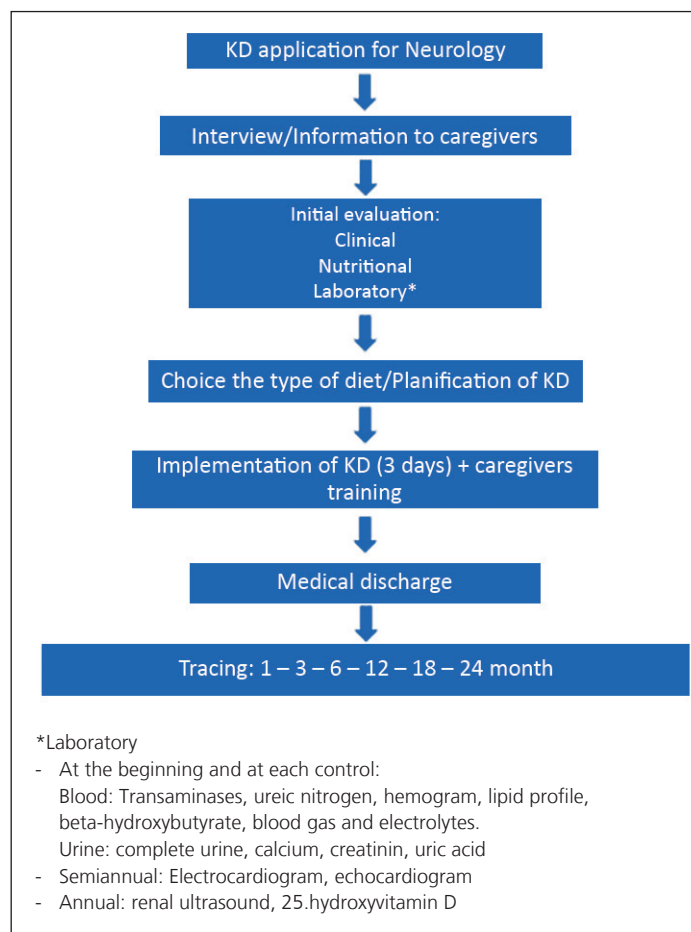 KD application for Neurology
Interview/Information to caregivers
Initial evaluation:
Clinical
Nutritional
Laboratory*
Choice the type of diet/Planification of KD
Implementation of KD (3 days) + caregivers
training
Medical discharge
Tracing: 1 – 3 – 6 – 12 – 18 – 24 month
*Laboratory
- At the beginning and at each control:
Blood: Transaminases, ureic nitrogen, hemogram, lipid profile,
beta-hydroxybutyrate, blood gas and electrolytes.
Urine: complete urine, calcium, creatinin, uric acid
- Semiannual: Electrocardiogram, echocardiogram
- Annual: renal ultrasound, 25.hydroxyvitamin D